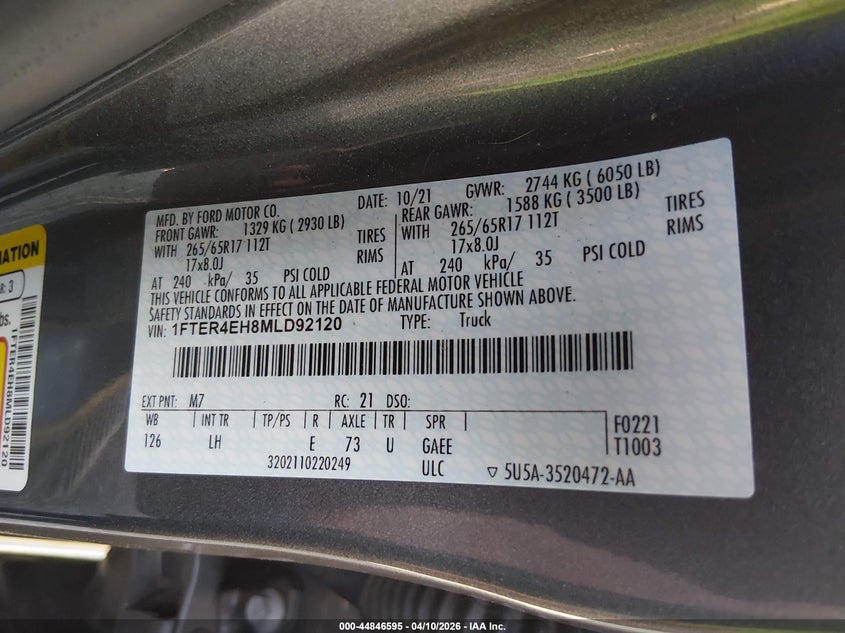 MATION
R: 3
bs.
1FTER4EH8MLD92120
MFD. BY FORD MOTOR CO. DATE: 10/21 GVWR: 2744 KG ( 6050 LB)
FRONT GAWR: 1329 KG ( 2930 LB) REAR GAWR: 1588 KG ( 3500 LB)
WITH 265/65R17 112T TIRES WITH 265/65R17 112T TIRES
17x8.0J RIMS 17x8.0J RIMS
AT 240 kPa/ 35 PSI COLD AT 240 kPa/ 35 PSI COLD
THIS VEHICLE CONFORMS TO ALL APPLICABLE FEDERAL MOTOR VEHICLE
SAFETY STANDARDS IN EFFECT ON THE DATE OF MANUFACTURE SHOWN ABOVE.
VIN: 1FTER4EH8MLD92120 TYPE: Truck
EXT PNT: M7 RC: 21 DSO:
WB INT TR TP/PS R AXLE TR SPR F0221
126 LH E 73 U GAEE T1003
3202110220249 ULC ▽ 5U5A-3520472-AA
000-44846595 - 04/10/2026 - IAA Inc.